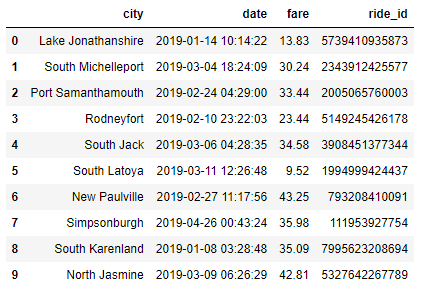 city date fare ride_id
0 Lake Jonathanshire 2019-01-14 10:14:22 13.83 5739410935873
1 South Michelleport 2019-03-04 18:24:09 30.24 2343912425577
2 Port Samanthamouth 2019-02-24 04:29:00 33.44 2005065760003
3 Rodneyfort 2019-02-10 23:22:03 23.44 5149245426178
4 South Jack 2019-03-06 04:28:35 34.58 3908451377344
5 South Latoya 2019-03-11 12:26:48 9.52 1994999424437
6 New Paulville 2019-02-27 11:17:56 43.25 793208410091
7 Simpsonburgh 2019-04-26 00:43:24 35.98 111953927754
8 South Karenland 2019-01-08 03:28:48 35.09 7995623208694
9 North Jasmine 2019-03-09 06:26:29 42.81 5327642267789